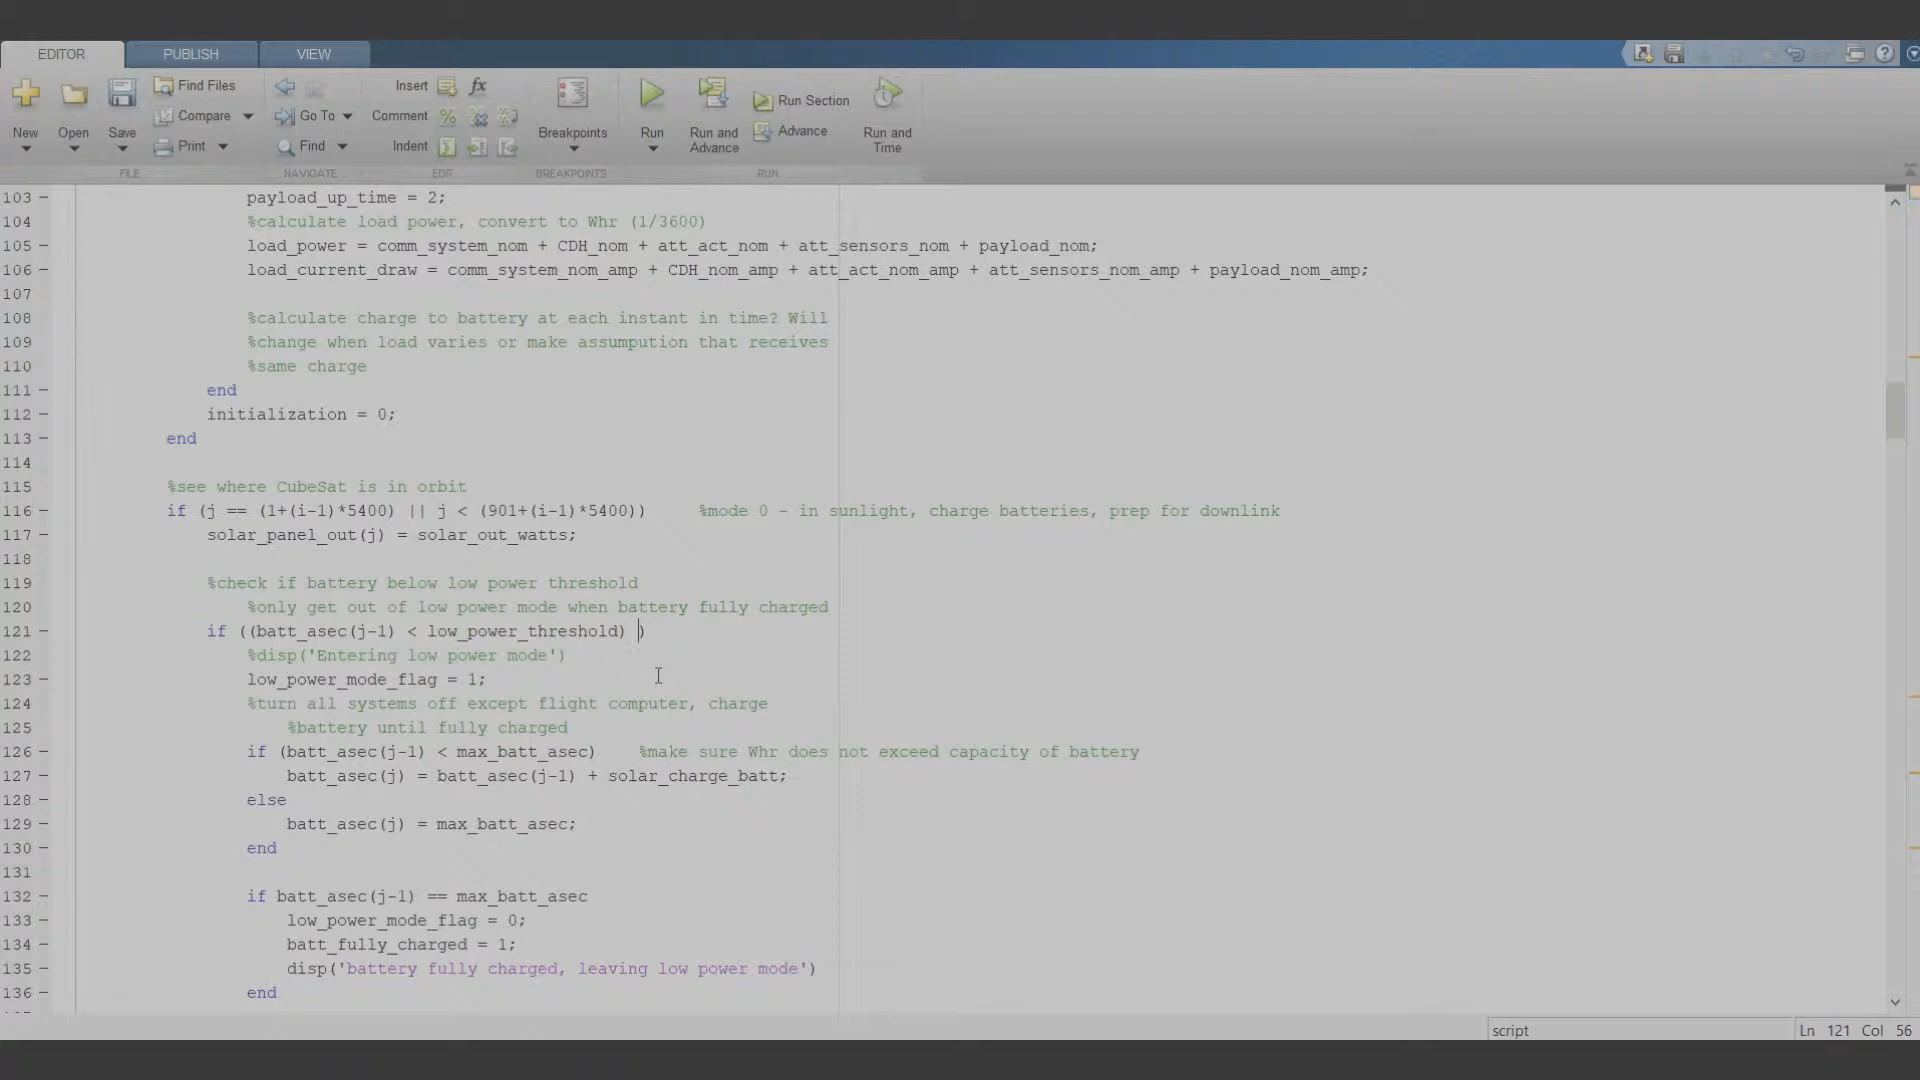 EDITOR PUBLISH VIEW
Find Files Insert fx
New Open Save Compare Go To Comment Breakpoints Run Run and Advance Run Section Advance Run and Time
Print Find Indent
FILE NAVIGATE EDIT BREAKPOINTS RUN
103 – payload_up_time = 2;
104 %calculate load power, convert to Whr (1/3600)
105 – load_power = comm_system_nom + CDH_nom + att_act_nom + att_sensors_nom + payload_nom;
106 – load_current_draw = comm_system_nom_amp + CDH_nom_amp + att_act_nom_amp + att_sensors_nom_amp + payload_nom_amp;
107
108 %calculate charge to battery at each instant in time? Will
109 %change when load varies or make assumpution that receives
110 %same charge
111 – end
112 – initialization = 0;
113 – end
114
115 %see where CubeSat is in orbit
116 – if (j == (1+(i-1)*5400) || j < (901+(i-1)*5400)) %mode 0 - in sunlight, charge batteries, prep for downlink
117 – solar_panel_out(j) = solar_out_watts;
118
119 %check if battery below low power threshold
120 %only get out of low power mode when battery fully charged
121 – if ((batt_asec(j-1) < low_power_threshold) )
122 %disp('Entering low power mode')
123 – low_power_mode_flag = 1;
124 %turn all systems off except flight computer, charge
125 %battery until fully charged
126 – if (batt_asec(j-1) < max_batt_asec) %make sure Whr does not exceed capacity of battery
127 – batt_asec(j) = batt_asec(j-1) + solar_charge_batt;
128 – else
129 – batt_asec(j) = max_batt_asec;
130 – end
131
132 – if batt_asec(j-1) == max_batt_asec
133 – low_power_mode_flag = 0;
134 – batt_fully_charged = 1;
135 – disp('battery fully charged, leaving low power mode')
136 – end
script Ln 121 Col 56